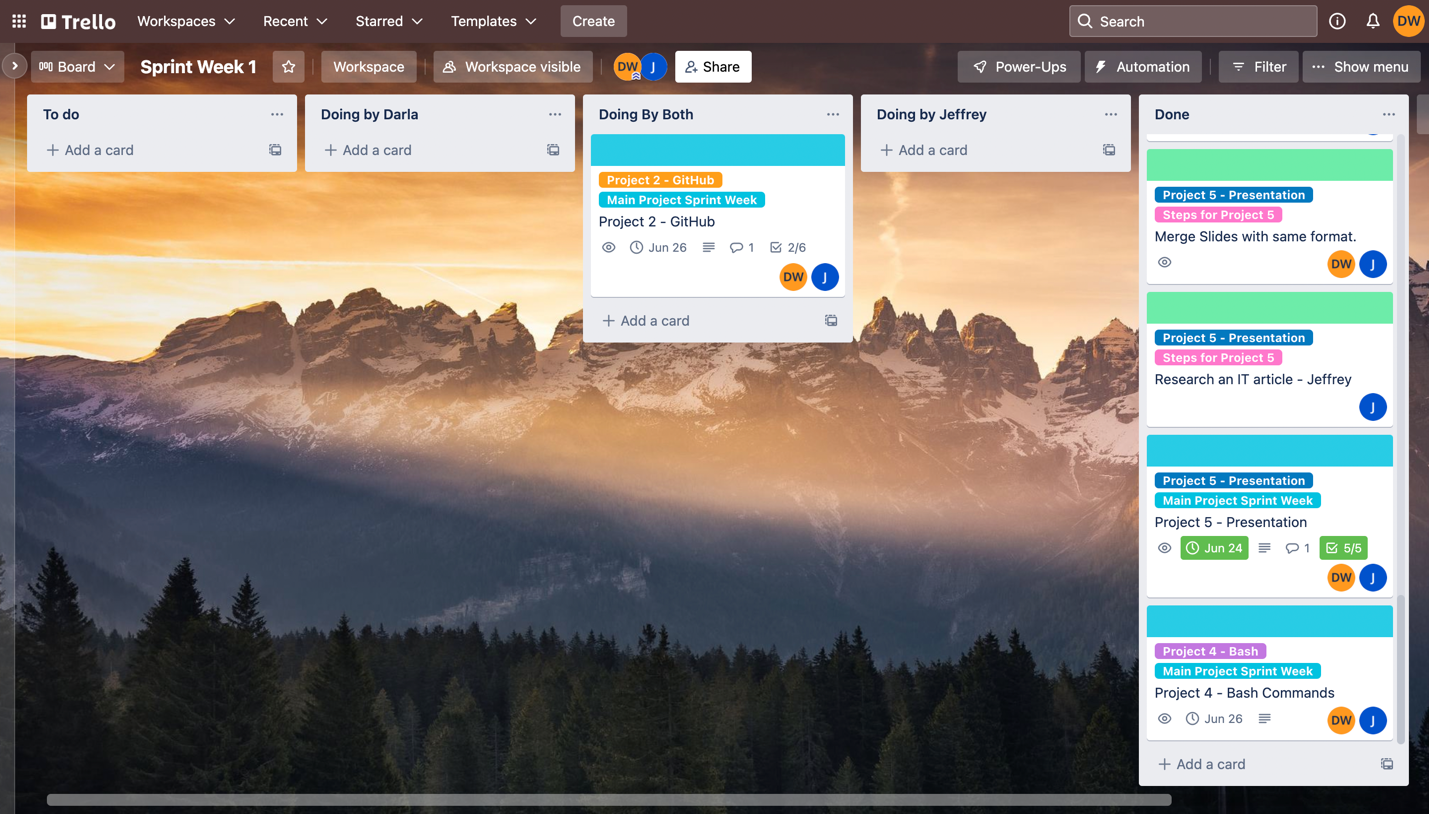 Trello
Workspaces
Recent
Starred
Templates
Create
Search
DW
Board
Sprint Week 1
Workspace
Workspace visible
DW
J
Share
Power-Ups
Automation
Filter
Show menu
To do
Add a card
Doing by Darla
Add a card
Doing By Both
Project 2 - GitHub
Main Project Sprint Week
Project 2 - GitHub
Jun 26
1
2/6
DW
J
Add a card
Doing by Jeffrey
Add a card
Done
Project 5 - Presentation
Steps for Project 5
Merge Slides with same format.
DW
J
Project 5 - Presentation
Steps for Project 5
Research an IT article - Jeffrey
J
Project 5 - Presentation
Main Project Sprint Week
Project 5 - Presentation
Jun 24
1
5/5
DW
J
Project 4 - Bash
Main Project Sprint Week
Project 4 - Bash Commands
Jun 26
DW
J
Add a card